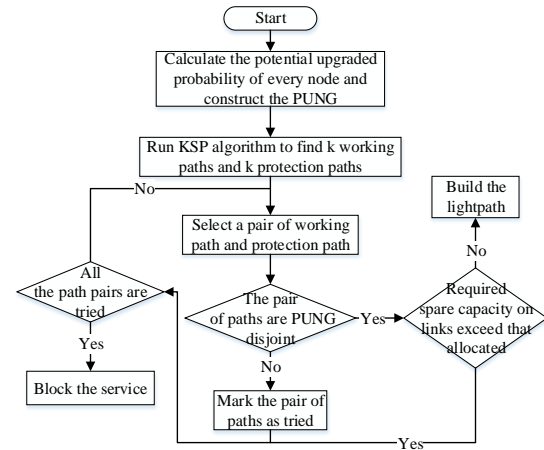 Start
Calculate the potential upgraded
probability of every node and
construct the PUNG
Run KSP algorithm to find k working
paths and k protection paths
No
Select a pair of working
path and protection path
Build the
lightpath
No
All
the path pairs are
tried
The
pair
of paths are PUNG
disjoint
Yes
Required
spare capacity on
links exceed that
allocated
Yes
Block the service
No
Mark the pair of
paths as tried
Yes